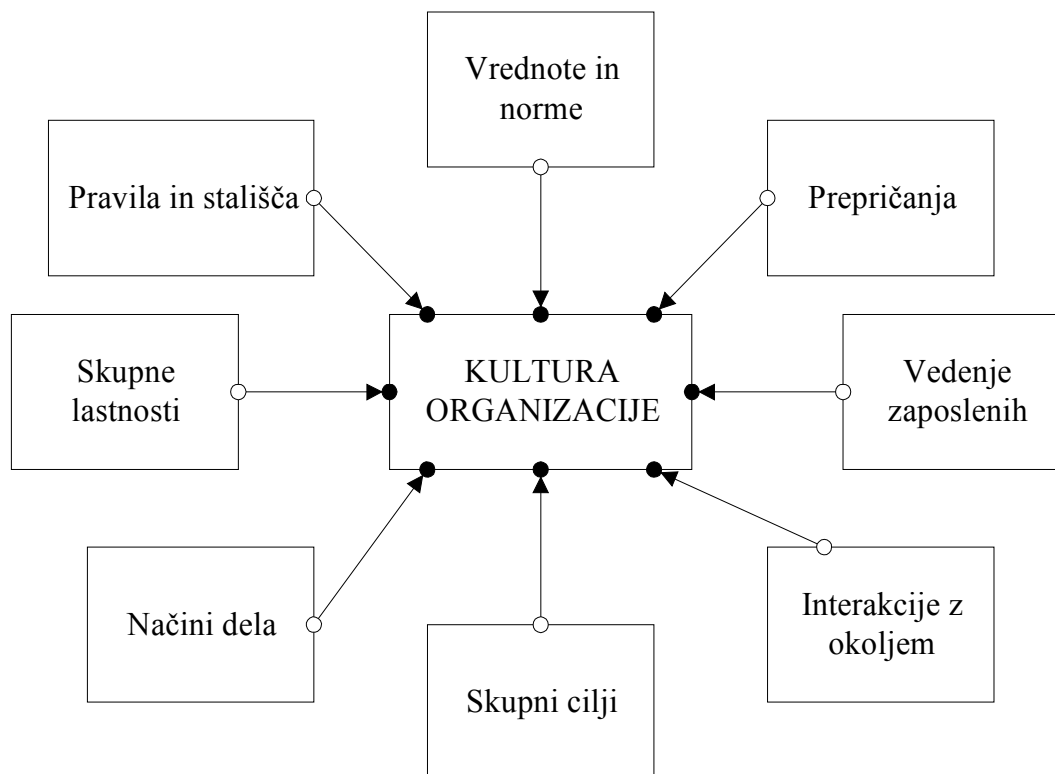 Vrednote in
norme
Pravila in stališča
Prepričanja
Skupne
lastnosti
KULTURA
ORGANIZACIJE
Vedenje
zaposlenih
Načini dela
Skupni cilji
Interakcije z
okoljem